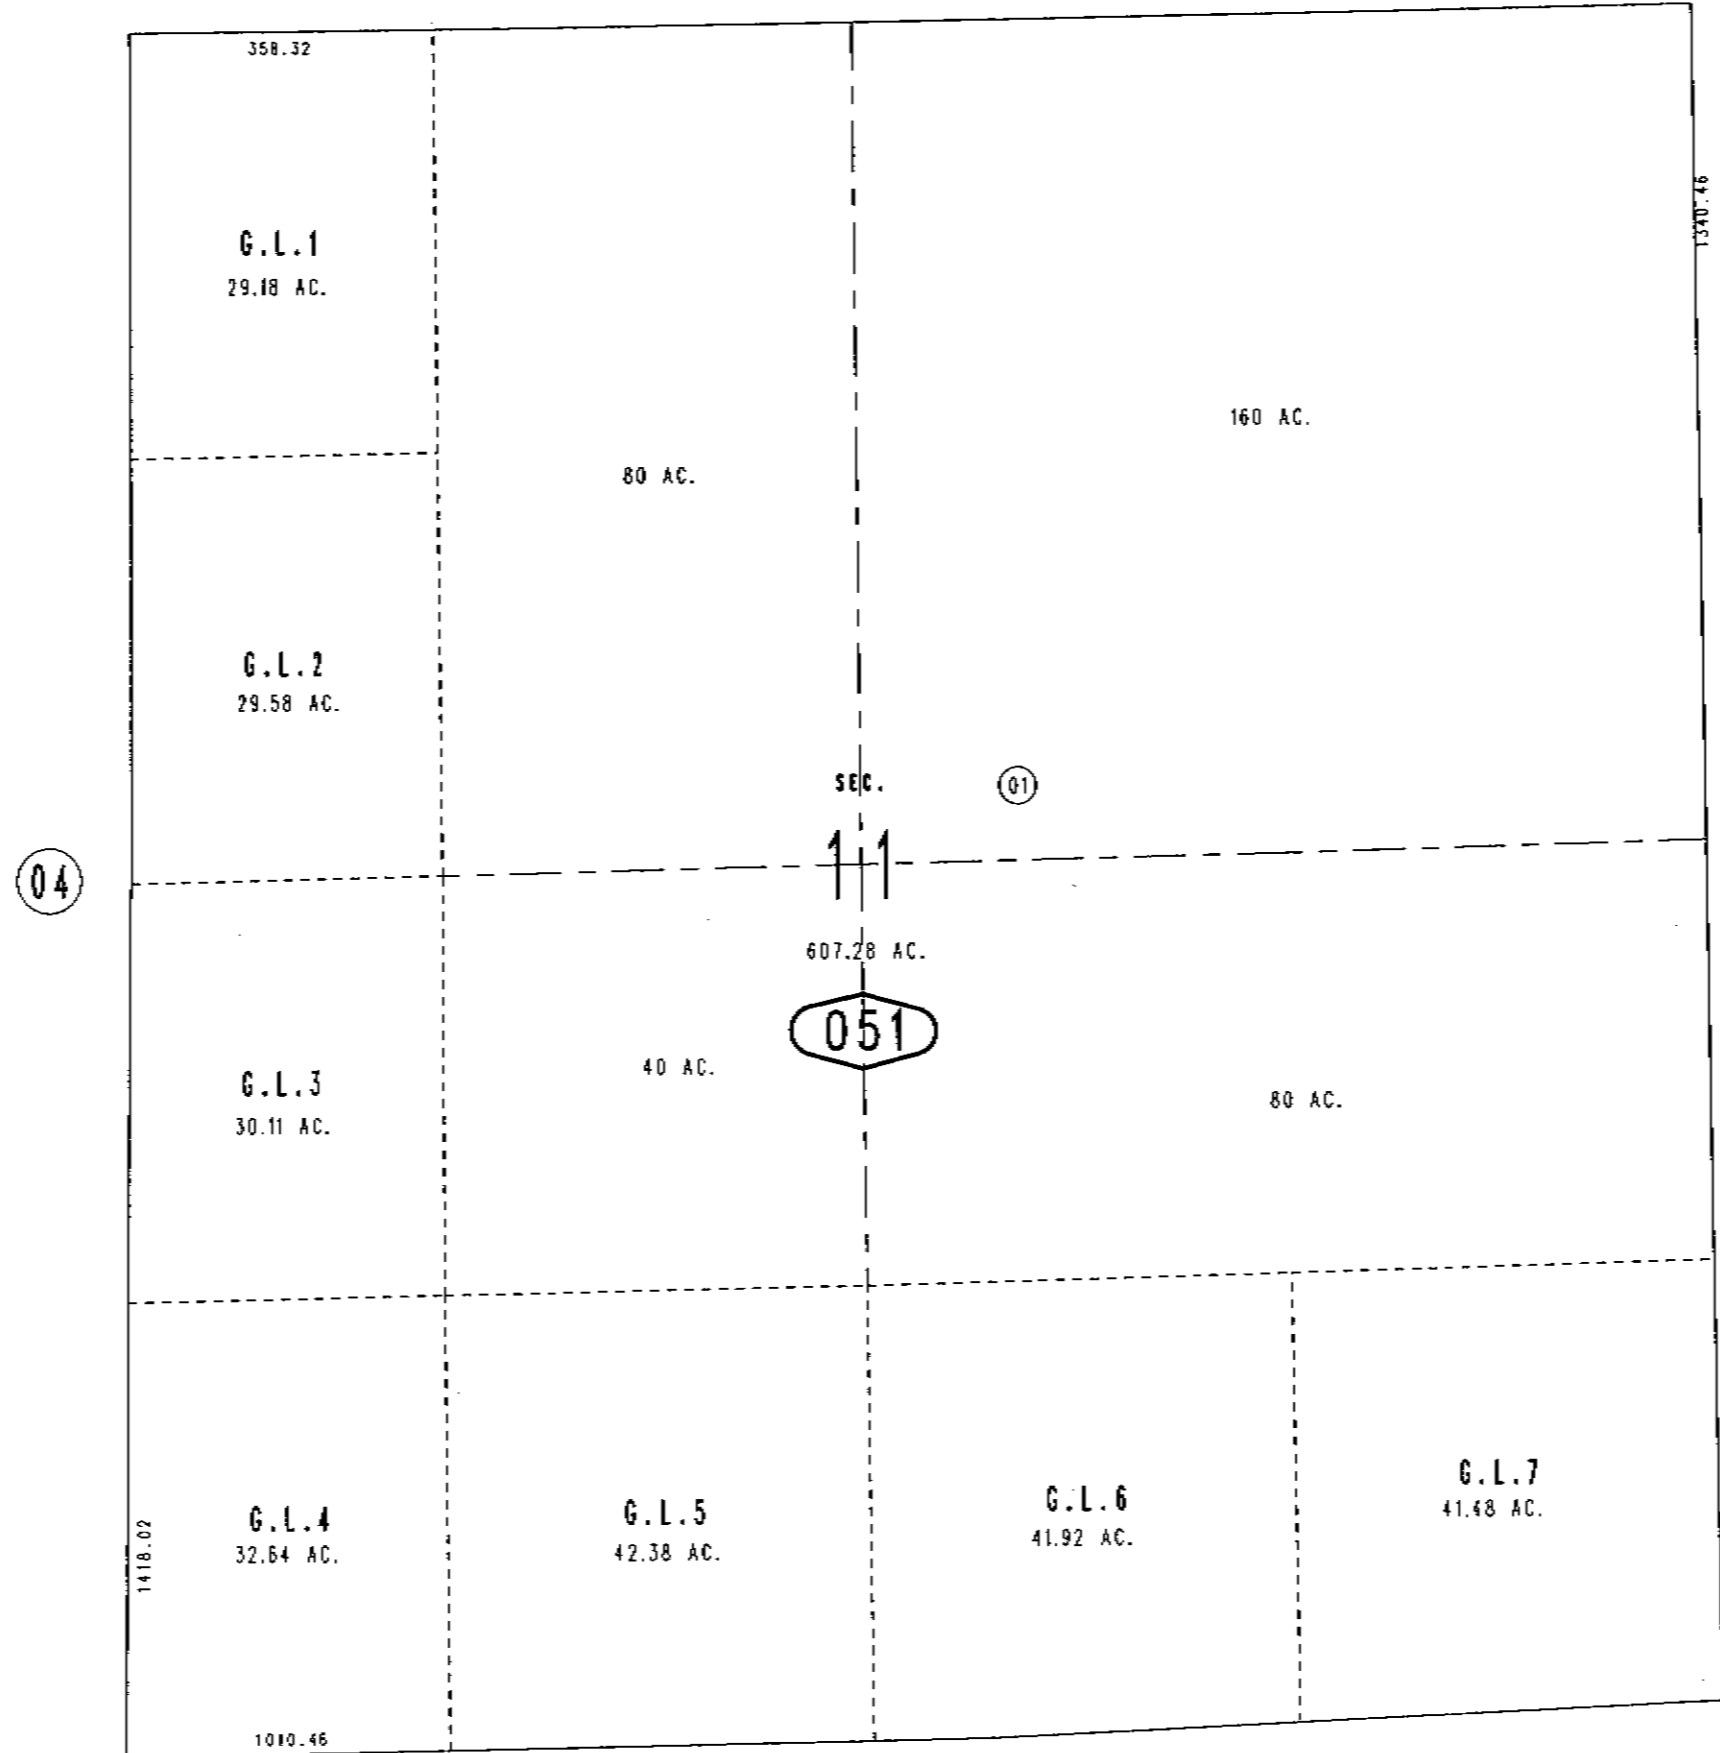 358.32
1340.46
G.L.1
29.18 AC.
160 AC.
80 AC.
G.L.2
29.58 AC.
SEC.
01
11
04
607.28 AC.
051
40 AC.
G.L.3
30.11 AC.
80 AC.
G.L.7
41.48 AC.
G.L.6
41.92 AC.
G.L.5
42.38 AC.
G.L.4
32.64 AC.
1418.02
1010.46